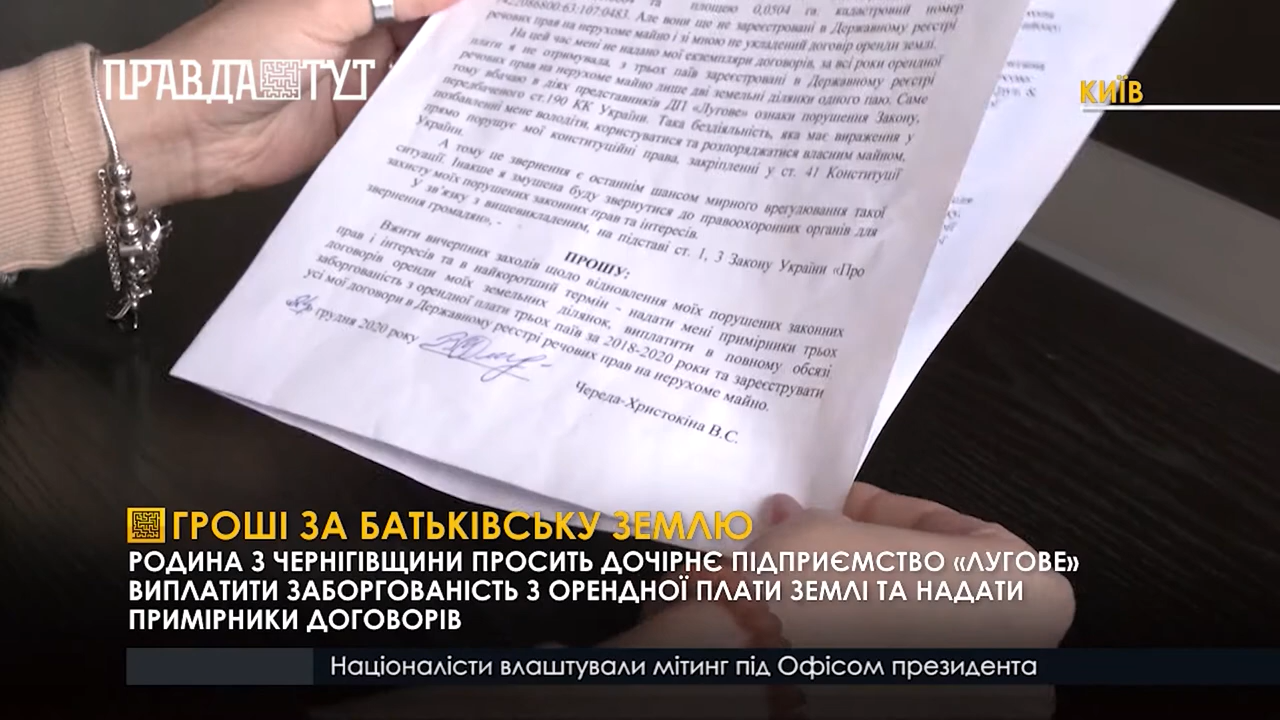 ПРАВДА ТУТ
КИЇВ
площею 0,0504 га. кадастровий номер
Але вони ще не зареєстровані в Державному реєстрі
речових прав на нерухоме майно і зі мною не укладений договір оренди землі.
На цей час мені не надано мої екземпляри договорів, за всі роки орендної
плати я не отримувала, з трьох паїв зареєстровані в Державному реєстрі
речових прав на нерухоме майно лише дві земельні ділянки одного паю. Саме
тому вбачаю в діях представників ДП «Лугове» ознаки порушення Закону,
передбаченого ст.190 КК України. Така бездіяльність, яка має вираження у
позбавленні мене володіти, користуватися та розпоряджатися власним майном,
прямо порушує мої конституційні права, закріпленні у ст. 41 Конституції
України.
А тому це звернення є останнім шансом мирного врегулювання такої
ситуації. Інакше я змушена буду звернутися до правоохоронних органів для
захисту моїх порушених законних прав та інтересів.
У зв’язку з вишевикладеним, на підставі ст. 1, 3 Закону України «Про
звернення громадян», -
ПРОШУ:
Вжити вичерпних заходів щодо відновлення моїх порушених законних
прав і інтересів та в найкоротший термін - надати мені примірники трьох
договорів оренди моїх земельних ділянок, виплатити в повному обсязі
заборгованість з орендної плати трьох паїв за 2018-2020 роки та зареєструвати
усі мої договори в Державному реєстрі речових прав на нерухоме майно.
грудня 2020 року
Череда-Христокіна В.С.
ГРОШІ ЗА БАТЬКІВСЬКУ ЗЕМЛЮ
РОДИНА З ЧЕРНІГІВЩИНИ ПРОСИТЬ ДОЧІРНЄ ПІДПРИЄМСТВО «ЛУГОВЕ»
ВИПЛАТИТИ ЗАБОРГОВАНІСТЬ З ОРЕНДНОЇ ПЛАТИ ЗЕМЛІ ТА НАДАТИ
ПРИМІРНИКИ ДОГОВОРІВ
Націоналісти влаштували мітинг під Офісом президента